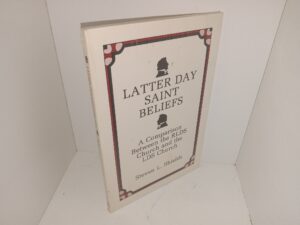 LATTER DAY
SAINT
BELIEFS
A Comparison
Between the RLDS
Church and the
LDS Church
Steven L. Shields